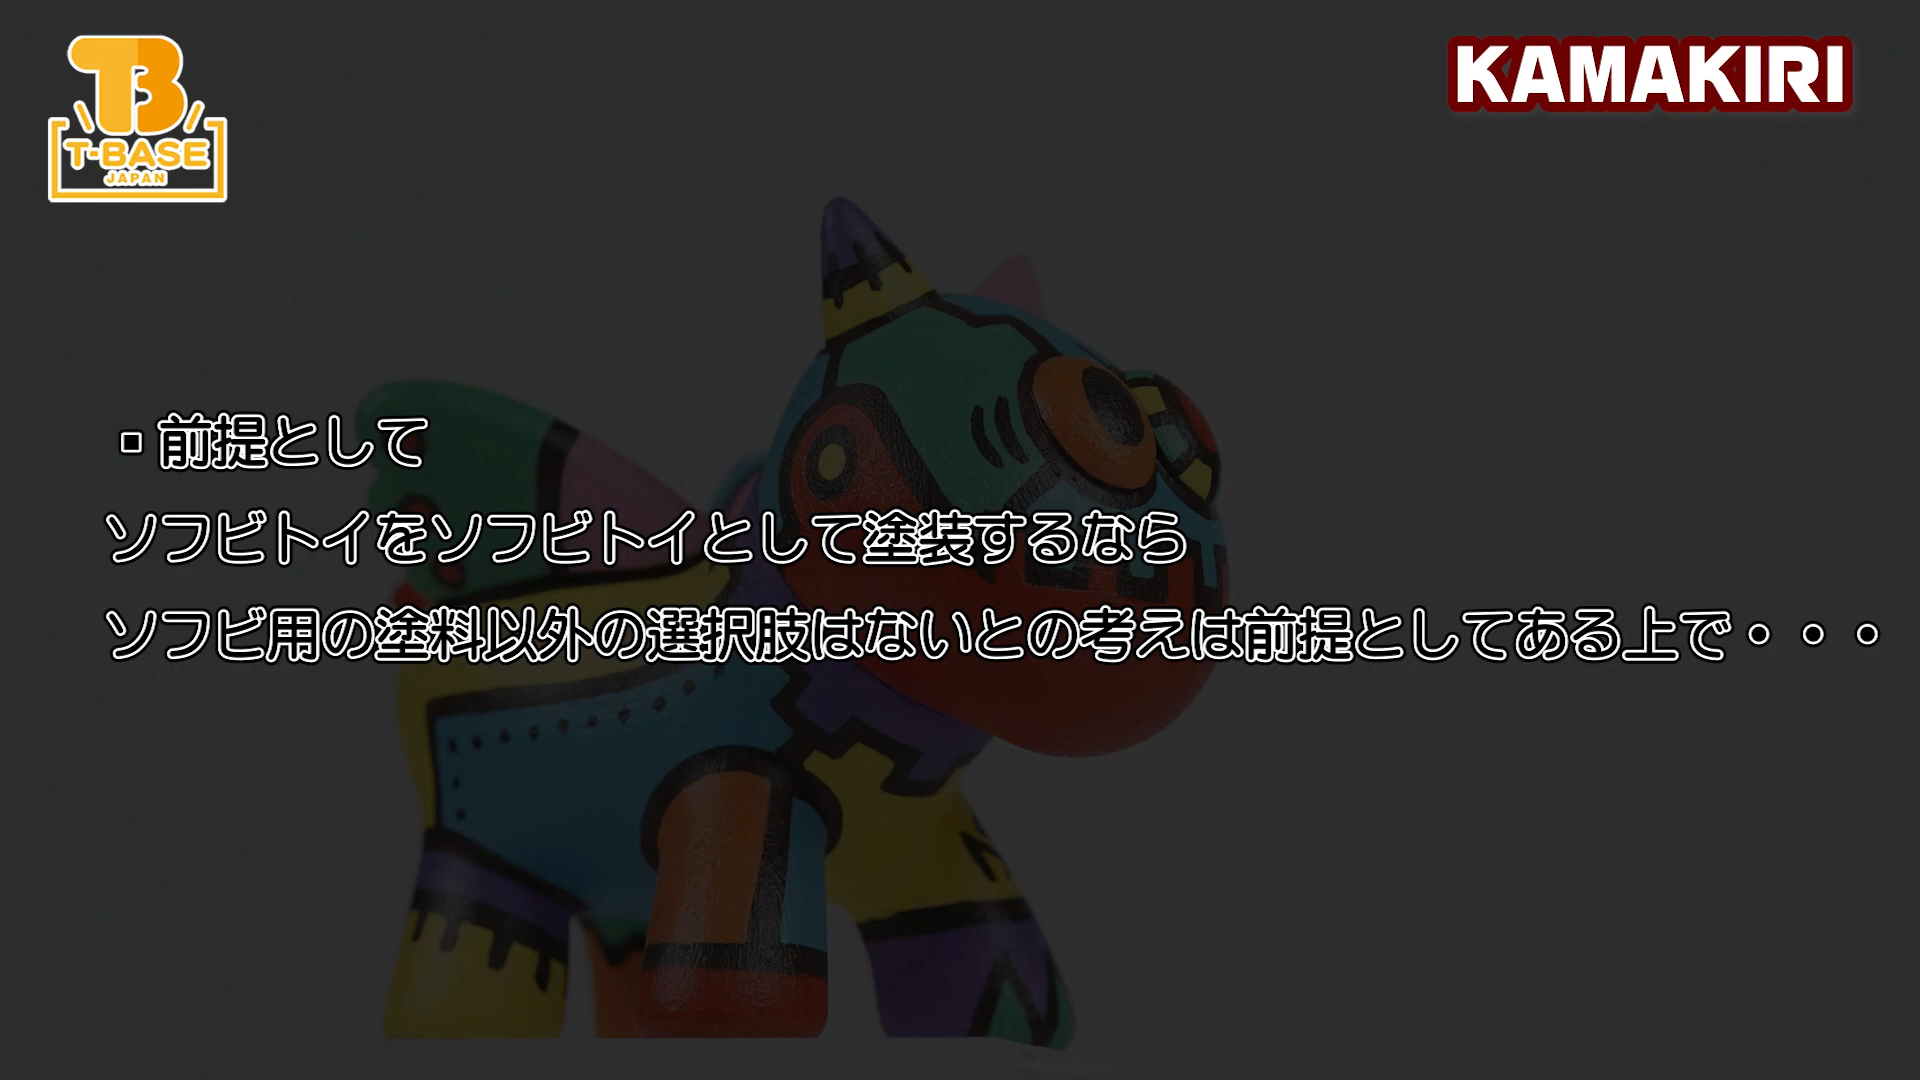 TB
T-BASE
JAPAN
KAMAKIRI
▪前提として
ソフビトイをソフビトイとして塗装するなら
ソフビ用の塗料以外の選択肢はないとの考えは前提としてある上で・・・